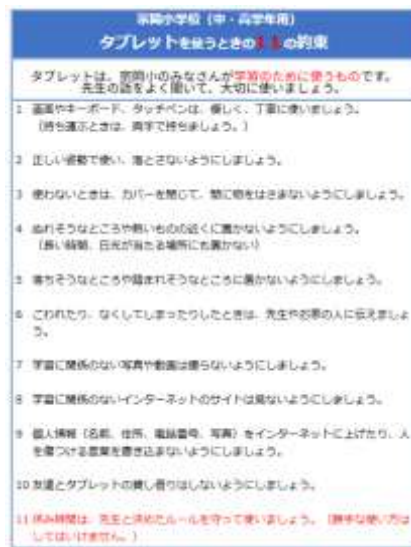 宗岡小学校（中・高学年用）
タブレットを使うときの１１の約束
タブレットは、宗岡小のみなさんが学習のために使うものです。
先生の話をよく聞いて、大切に使いましょう。
1 画面やキーボード、タッチペンは、優しく、丁寧に使いましょう。
（持ち運ぶときは、両手で持ちましょう。）
2 正しい姿勢で使い、落とさないようにしましょう。
3 使わないときは、カバーを閉じて、間に物をはさまないようにしましょう。
4 ぬれそうなところや熱いものの近くに置かないようにしましょう。
（長い時間、日光が当たる場所にも置かない）
5 落ちそうなところや踏まれそうなところに置かないようにしましょう。
6 こわれたり、なくしてしまったりしたときは、先生やお家の人に伝えましょ
う。
7 学習に関係のない写真や動画は撮らないようにしましょう。
8 学習に関係のないインターネットのサイトは見ないようにしましょう。
9 個人情報（名前、住所、電話番号、写真）をインターネットに上げたり、人
を傷つける言葉を書き込まないようにしましょう。
10 友達とタブレットの貸し借りはしないようにしましょう。
11 休み時間は、先生と決めたルールを守って使いましょう。（勝手な使い方は
してはいけません。）